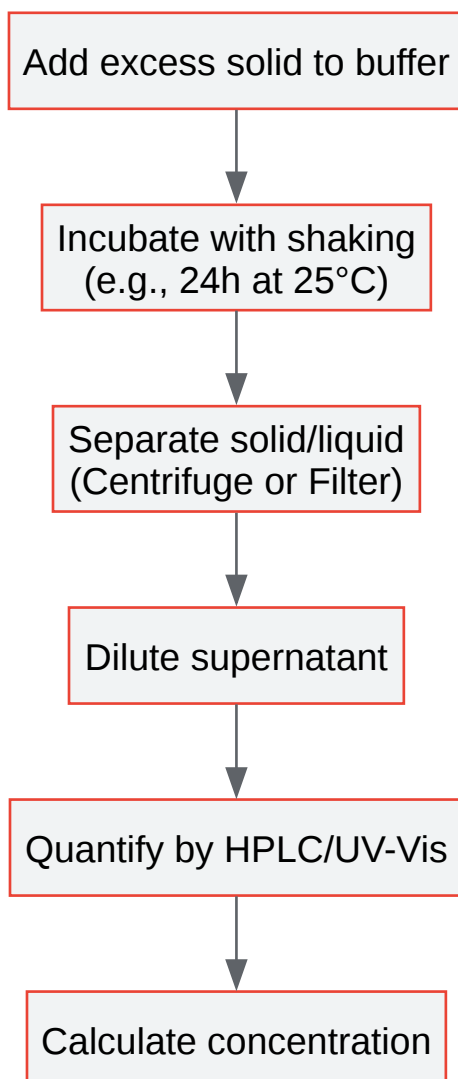 Add excess solid to buffer
Incubate with shaking
(e.g., 24h at 25°C)
Separate solid/liquid
(Centrifuge or Filter)
Dilute supernatant
Quantify by HPLC/UV-Vis
Calculate concentration